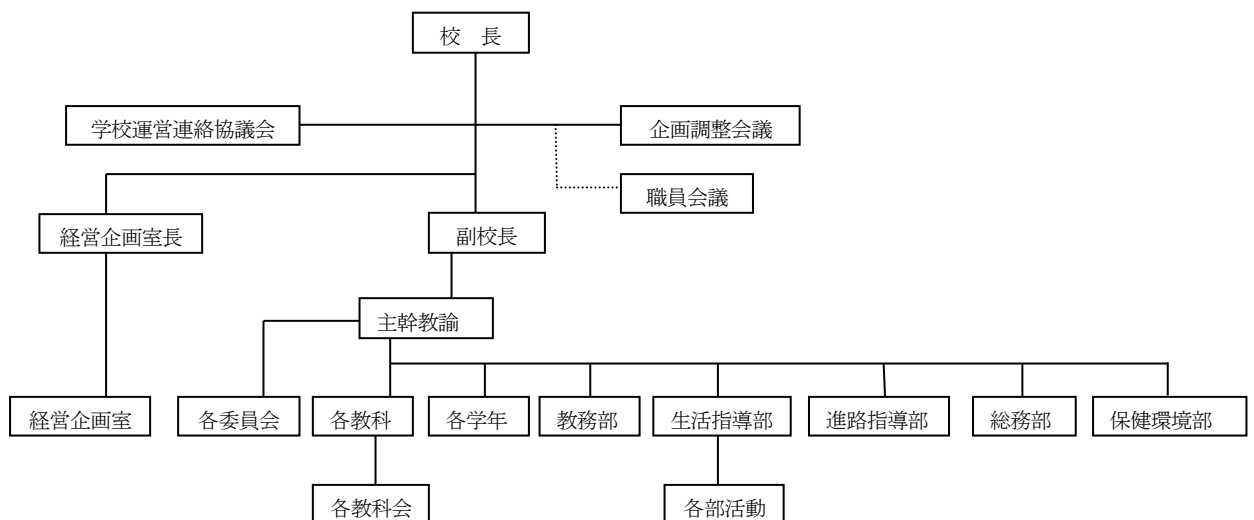 校　長
学校運営連絡協議会
企画調整会議
職員会議
経営企画室長
副校長
主幹教諭
経営企画室
各委員会
各教科
各学年
教務部
生活指導部
進路指導部
総務部
保健環境部
各教科会
各部活動